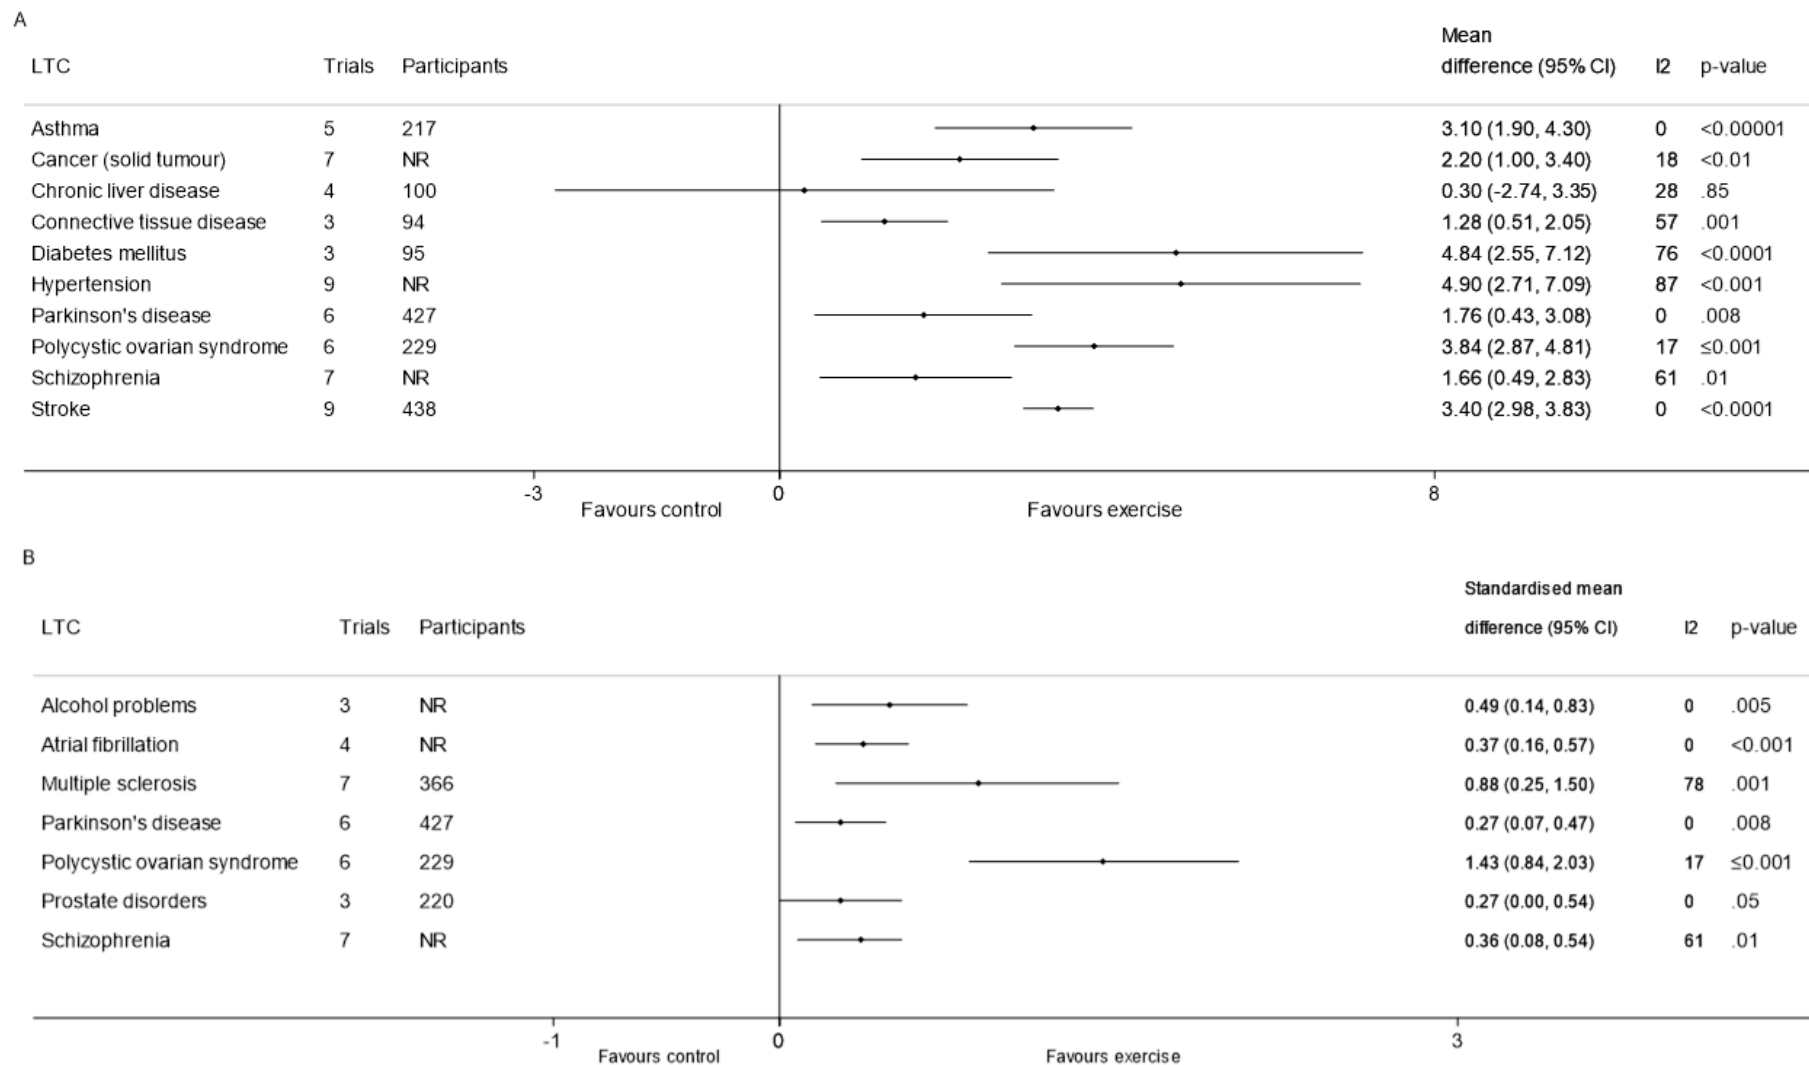 A
Mean
LTC Trials Participants difference (95% CI) I2 p-value
Asthma 5 217 3.10 (1.90, 4.30) 0 <0.00001
Cancer (solid tumour) 7 NR 2.20 (1.00, 3.40) 18 <0.01
Chronic liver disease 4 100 0.30 (-2.74, 3.35) 28 .85
Connective tissue disease 3 94 1.28 (0.51, 2.05) 57 .001
Diabetes mellitus 3 95 4.84 (2.55, 7.12) 76 <0.0001
Hypertension 9 NR 4.90 (2.71, 7.09) 87 <0.001
Parkinson's disease 6 427 1.76 (0.43, 3.08) 0 .008
Polycystic ovarian syndrome 6 229 3.84 (2.87, 4.81) 17 ≤0.001
Schizophrenia 7 NR 1.66 (0.49, 2.83) 61 .01
Stroke 9 438 3.40 (2.98, 3.83) 0 <0.0001
-3 0 8
Favours control Favours exercise
B
Standardised mean
LTC Trials Participants difference (95% CI) I2 p-value
Alcohol problems 3 NR 0.49 (0.14, 0.83) 0 .005
Atrial fibrillation 4 NR 0.37 (0.16, 0.57) 0 <0.001
Multiple sclerosis 7 366 0.88 (0.25, 1.50) 78 .001
Parkinson's disease 6 427 0.27 (0.07, 0.47) 0 .008
Polycystic ovarian syndrome 6 229 1.43 (0.84, 2.03) 17 ≤0.001
Prostate disorders 3 220 0.27 (0.00, 0.54) 0 .05
Schizophrenia 7 NR 0.36 (0.08, 0.54) 61 .01
-1 0 3
Favours control Favours exercise